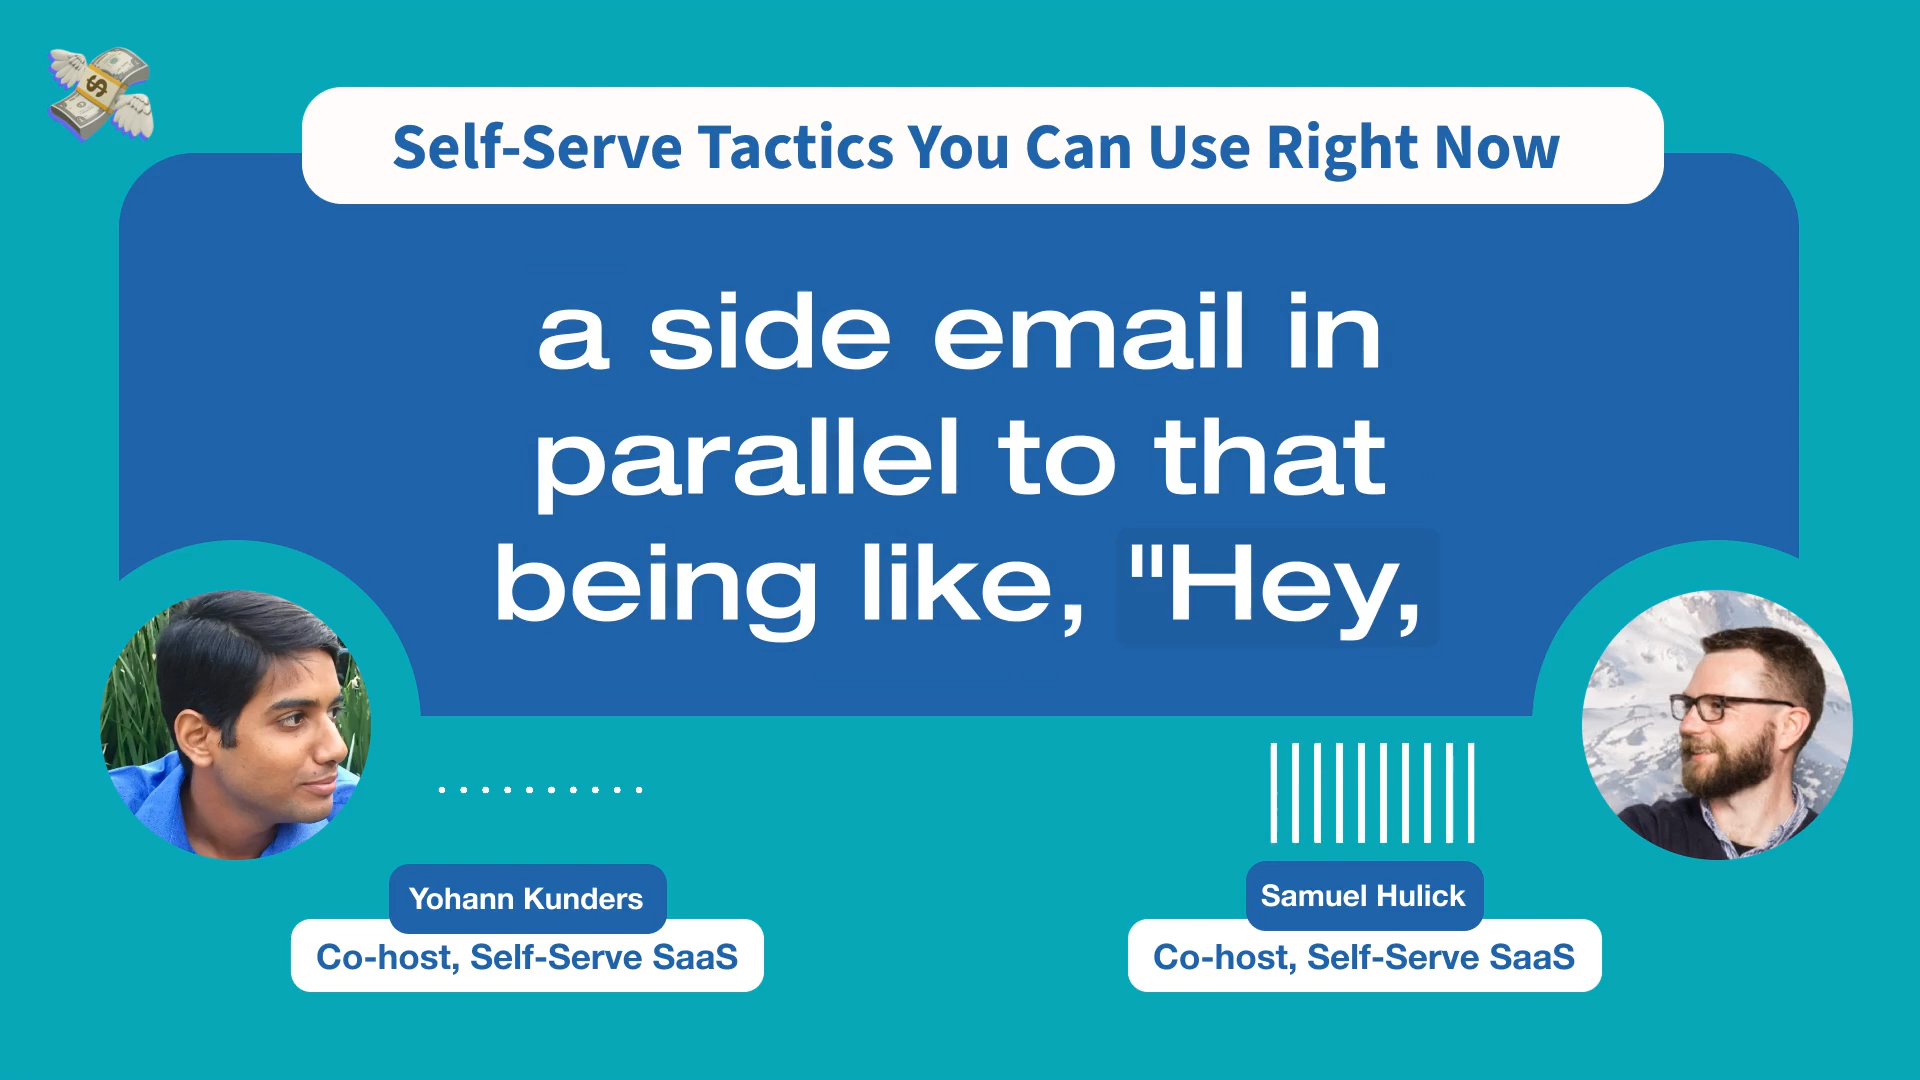 Self-Serve Tactics You Can Use Right Now
a side email in
parallel to that
being like, "Hey,
Yohann Kunders
Co-host, Self-Serve SaaS
Samuel Hulick
Co-host, Self-Serve SaaS